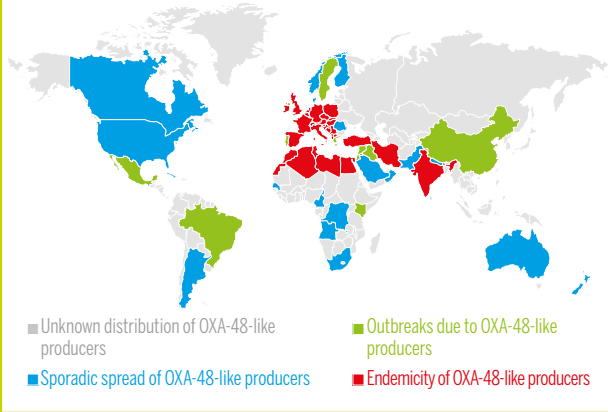 Unknown distribution of OXA-48-like
producers
Sporadic spread of OXA-48-like producers
Outbreaks due to OXA-48-like
producers
Endemicity of OXA-48-like producers